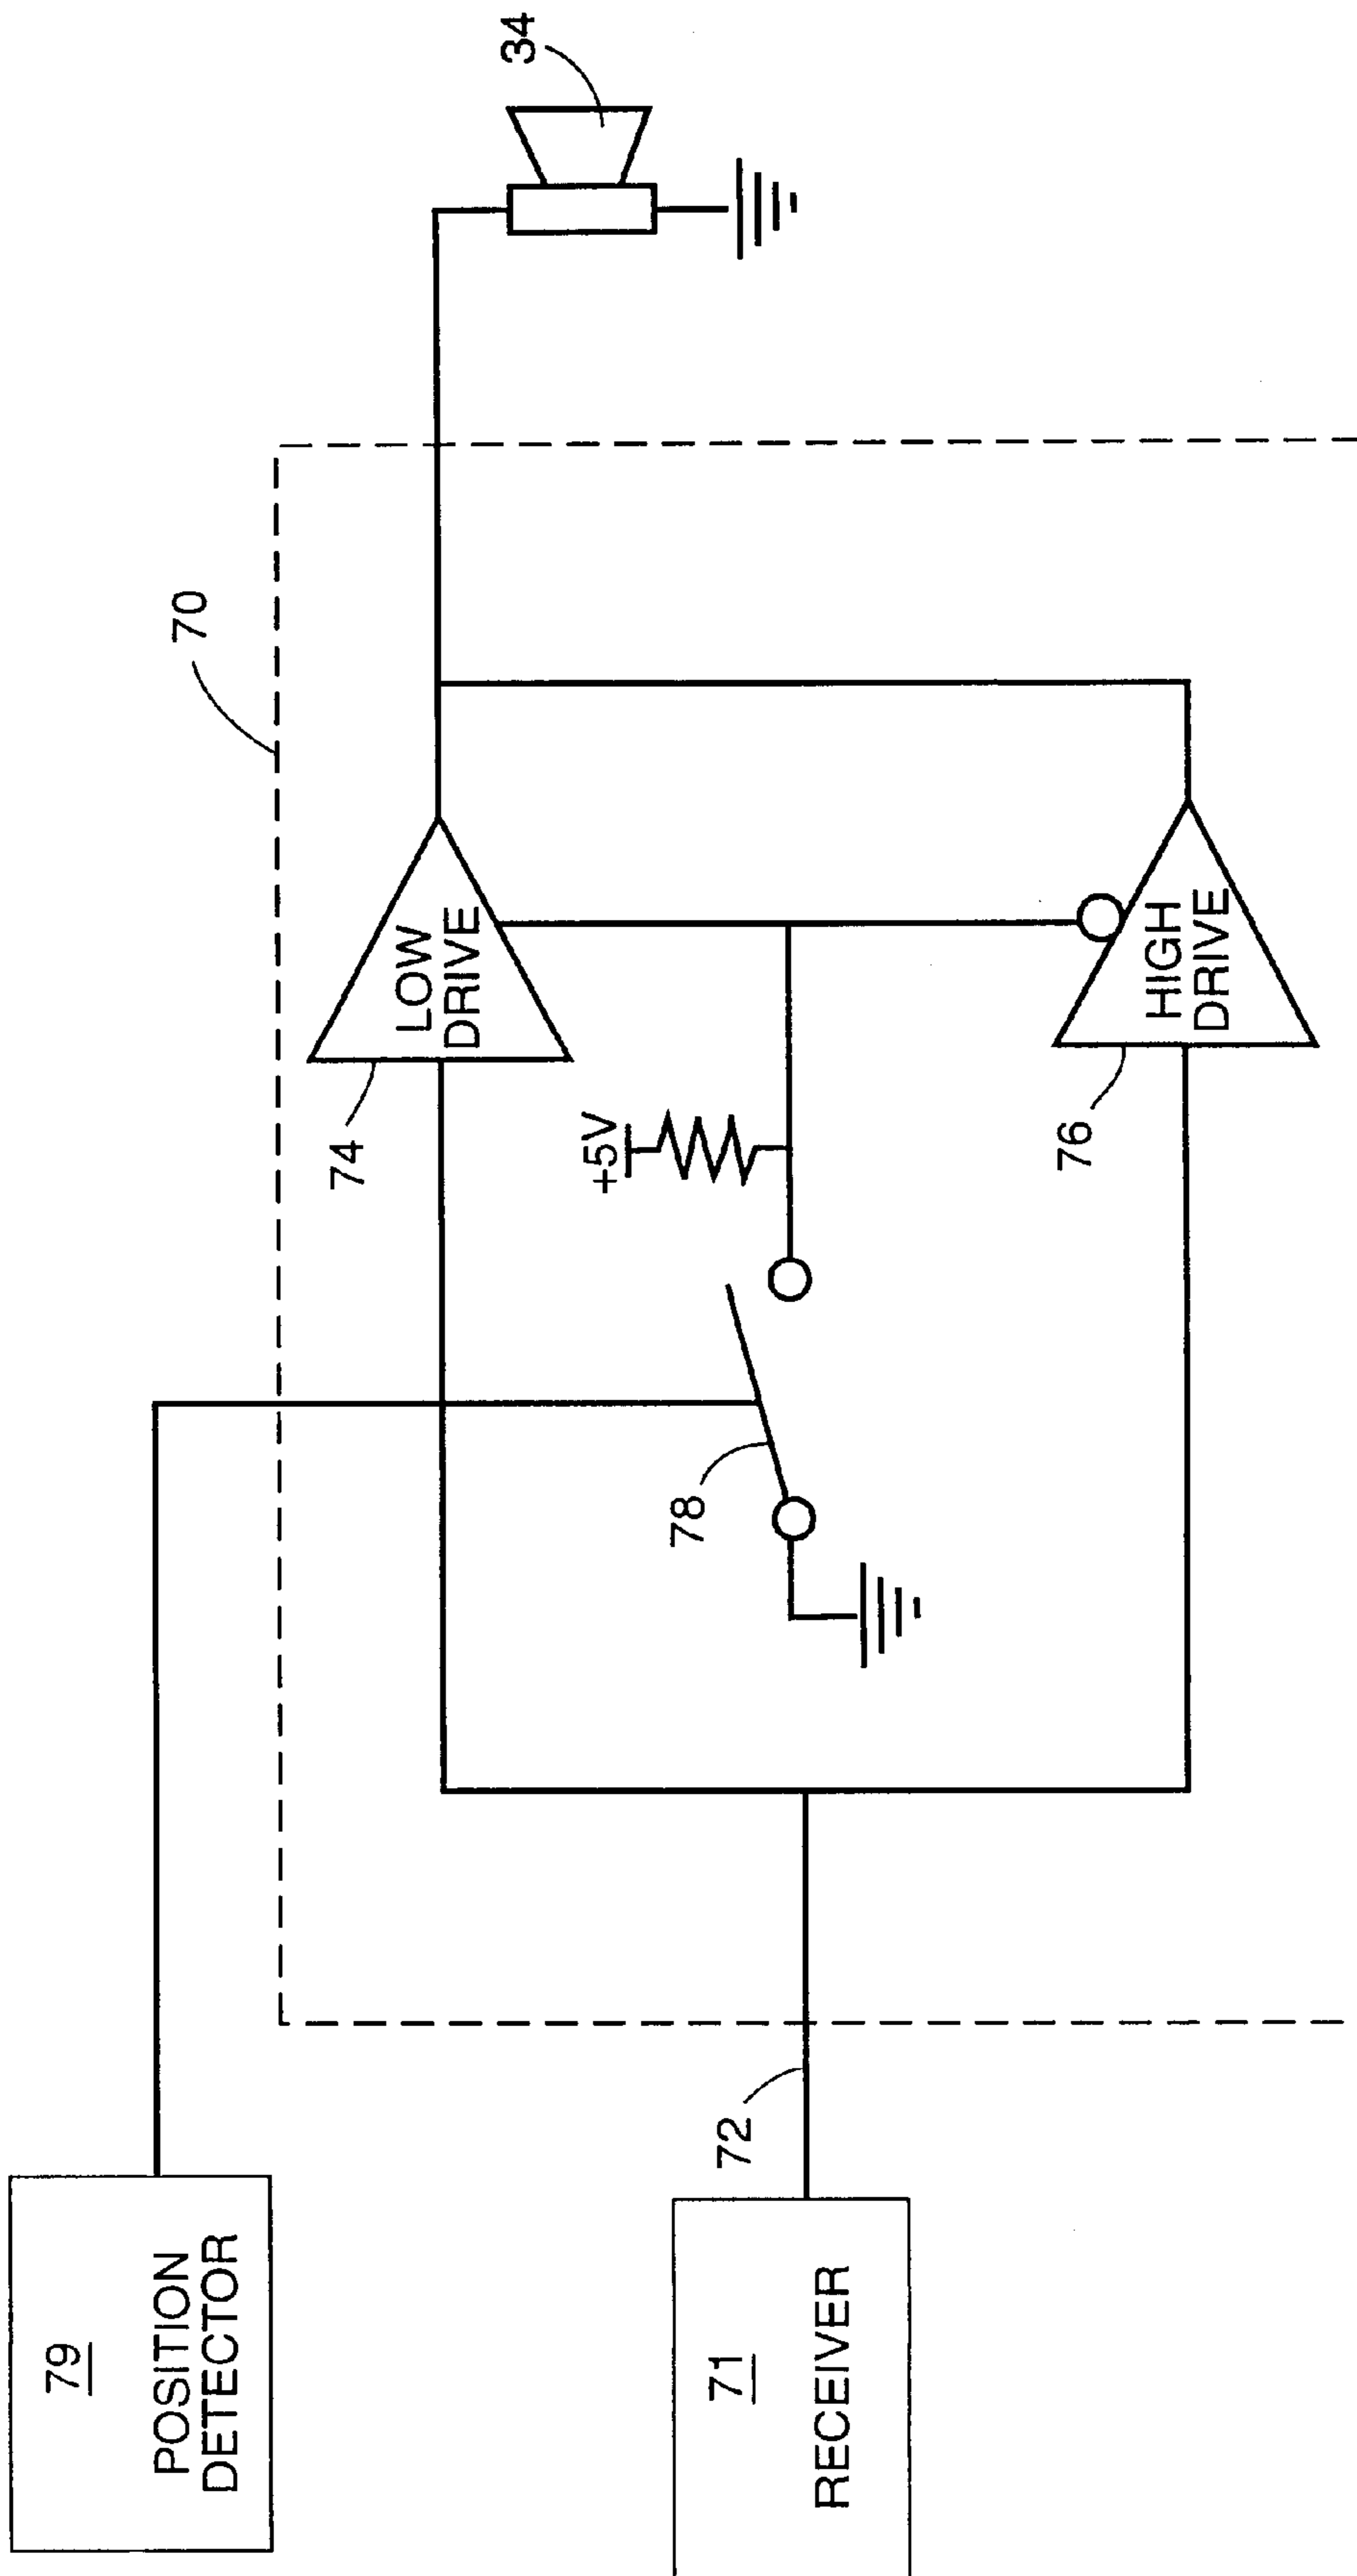 79
POSITION
DETECTOR
71
RECEIVER
72
70
78
+5V
74
LOW
DRIVE
76
HIGH
DRIVE
34